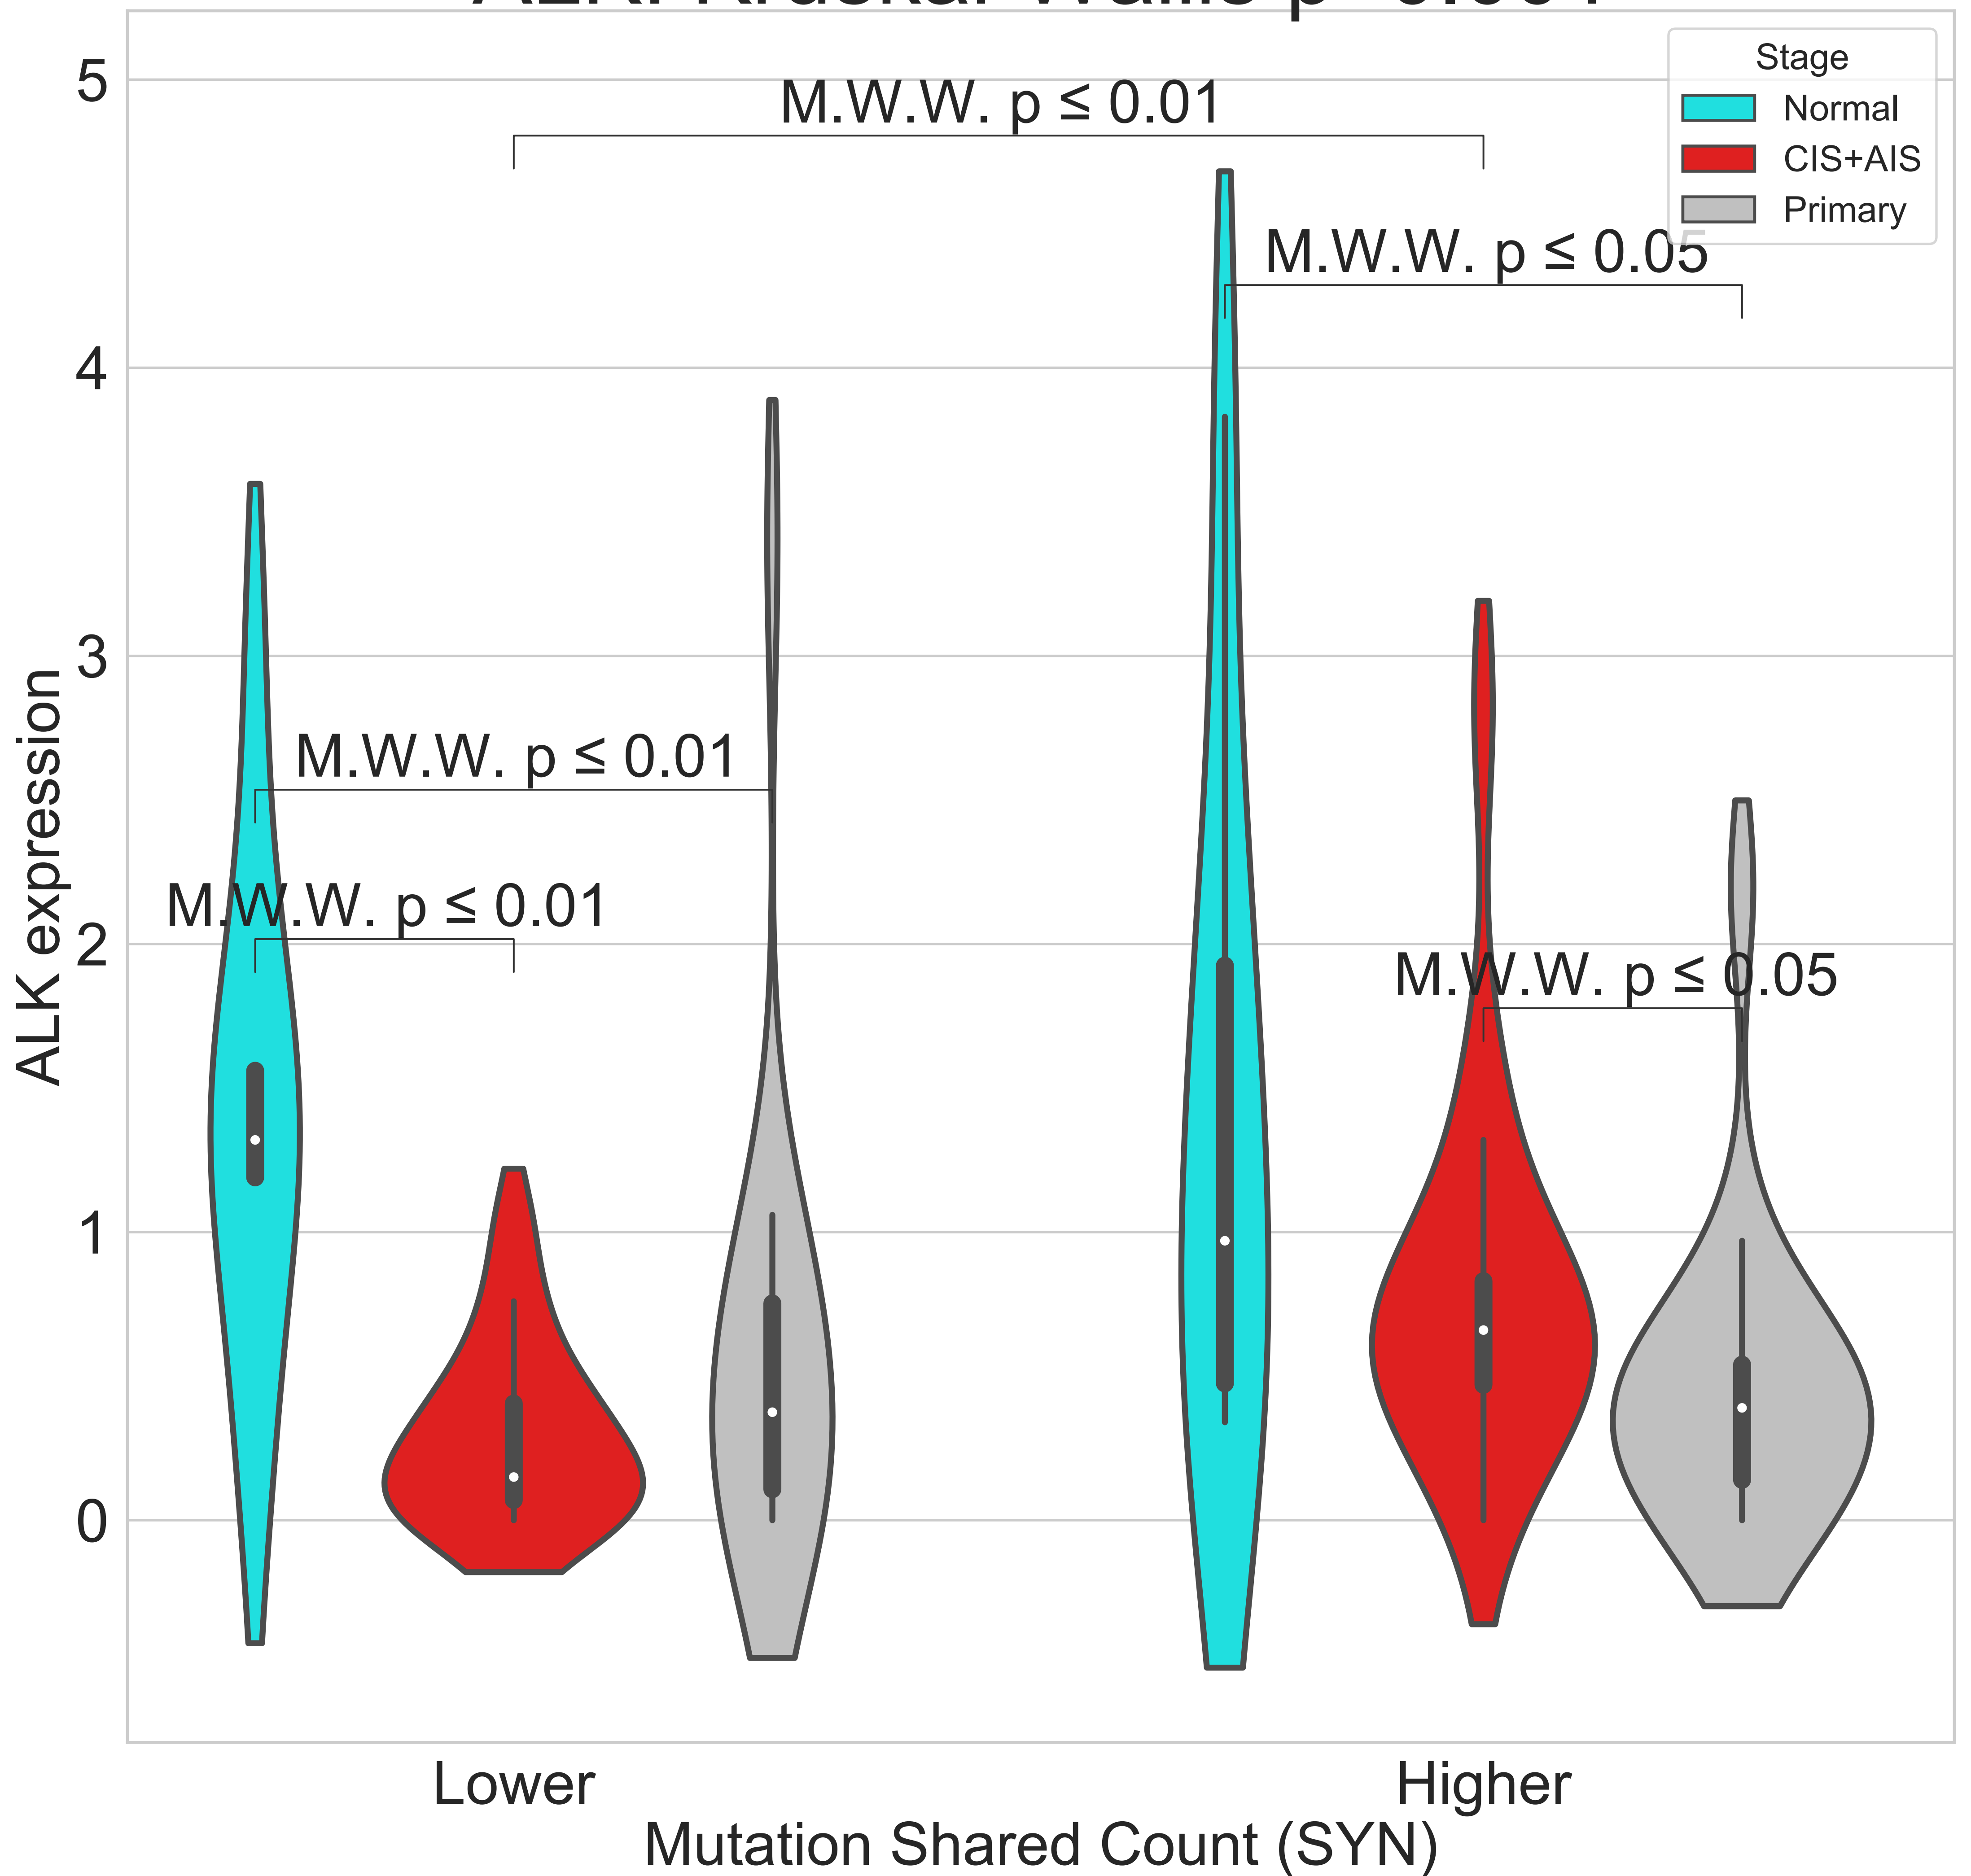 Stage
Normal
CIS+AIS
Primary
M.W.W. p ≤ 0.01
M.W.W. p ≤ 0.05
M.W.W. p ≤ 0.01
M.W.W. p ≤ 0.01
M.W.W. p ≤ 0.05
5
4
3
2
1
0
ALK expression
Lower
Higher
Mutation Shared Count (SYN)